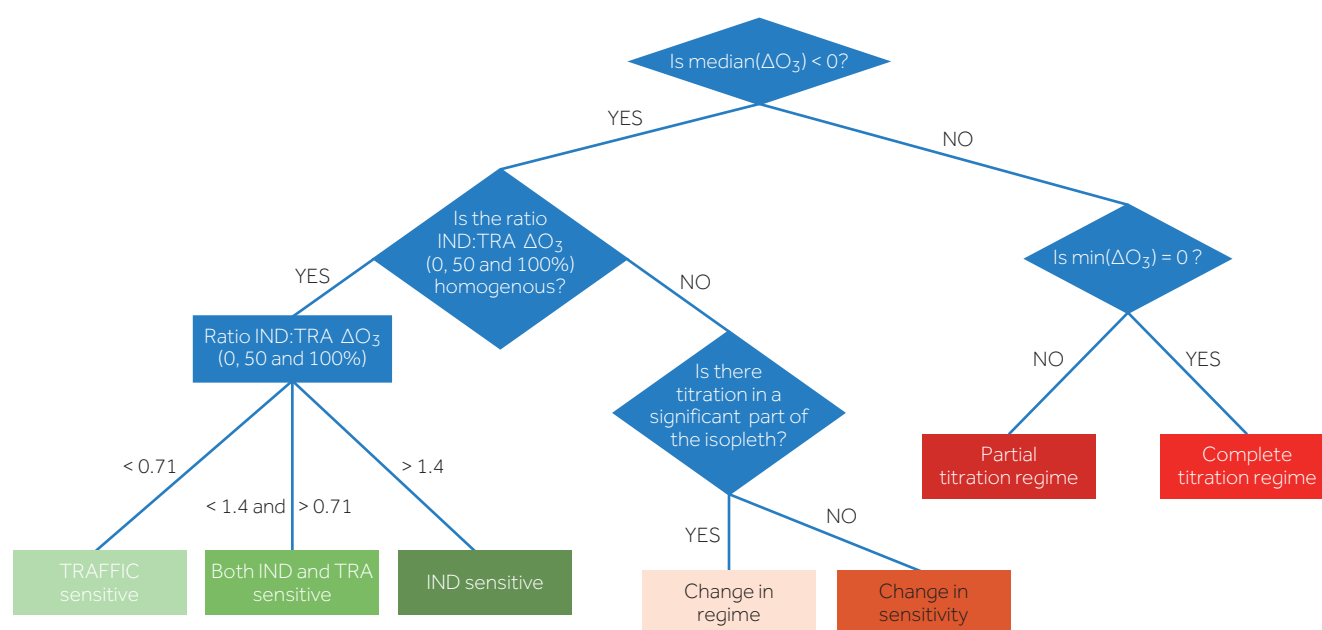 Is median(ΔO₃) < 0?
YES
NO
Is the ratio
IND:TRA ΔO₃
(0, 50 and 100%)
homogenous?
Is min(ΔO₃) = 0 ?
YES
NO
Ratio IND:TRA ΔO₃
(0, 50 and 100%)
Is there
titration in a
significant part of
the isopleth?
NO
YES
Partial
titration regime
Complete
titration regime
< 0.71
< 1.4 and
> 0.71
> 1.4
YES
NO
TRAFFIC
sensitive
Both IND and TRA
sensitive
IND sensitive
Change in
regime
Change in
sensitivity